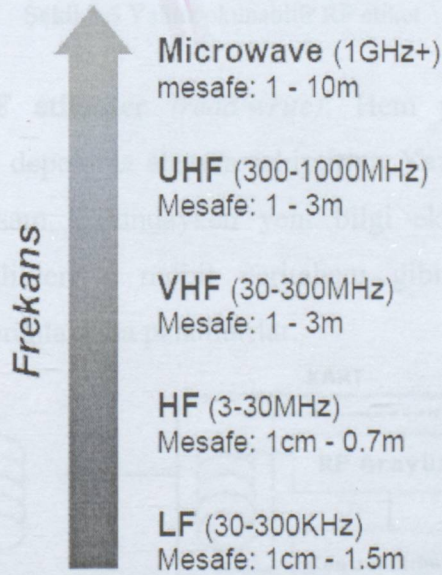 Microwave (1GHz+)
mesafe: 1 - 10m
UHF (300-1000MHz)
Mesafe: 1 - 3m
VHF (30-300MHz)
Mesafe: 1 - 3m
HF (3-30MHz)
Mesafe: 1cm - 0.7m
LF (30-300KHz)
Mesafe: 1cm - 1.5m
Frekans
KART